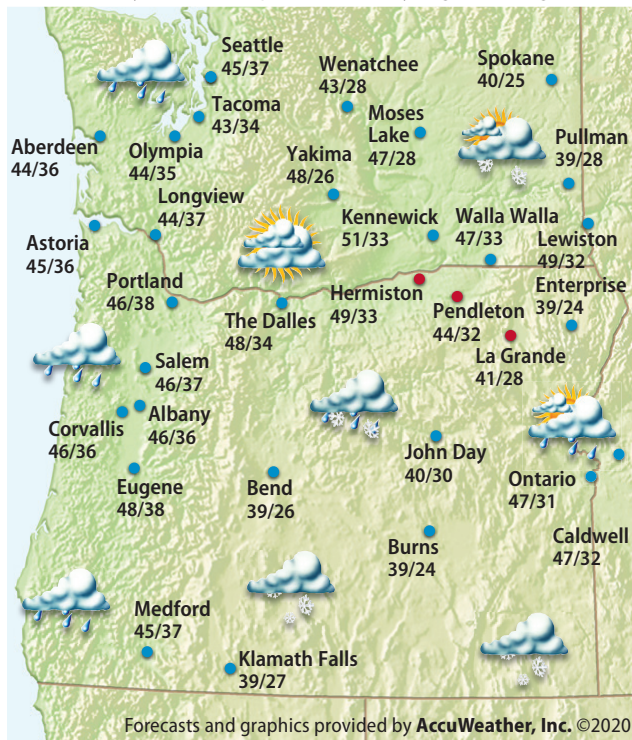 Seattle
45/37
Wenatchee
43/28
Spokane
40/25
Tacoma
43/34
Moses
Lake
47/28
Pullman
39/28
Aberdeen
44/36
Olympia
44/35
Yakima
48/26
Longview
44/37
Kennewick
51/33
Walla Walla
47/33
Lewiston
49/32
Astoria
45/36
Portland
46/38
The Dalles
48/34
Hermiston
49/33
Pendleton
44/32
Enterprise
39/24
La Grande
41/28
Salem
46/37
Albany
46/36
Corvallis
46/36
John Day
40/30
Ontario
47/31
Eugene
48/38
Bend
39/26
Burns
39/24
Caldwell
47/32
Medford
45/37
Klamath Falls
39/27
Forecasts and graphics provided by AccuWeather, Inc. ©2020